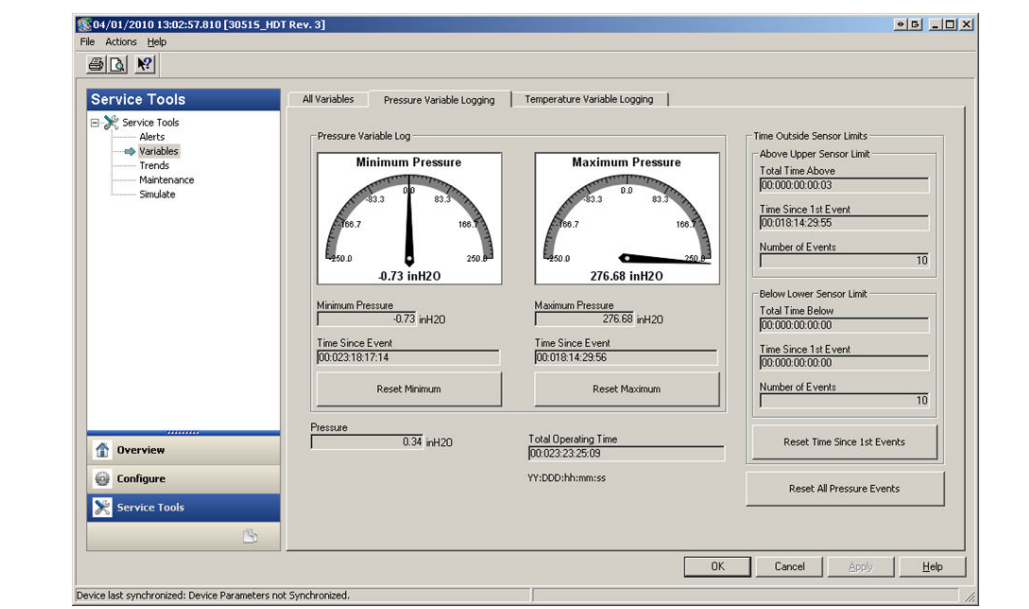 04/01/2010 13:02:57.810 [3051S_HDT Rev. 3]
File Actions Help
Service Tools
Service Tools
Alerts
Variables
Trends
Maintenance
Simulate
Overview
Configure
Service Tools
All Variables
Pressure Variable Logging
Temperature Variable Logging
Pressure Variable Log
Minimum Pressure
-250.0
-166.7
-83.3
0.0
83.3
166.7
250.0
-0.73 inH2O
Maximum Pressure
-250.0
-166.7
-83.3
0.0
83.3
166.7
250.0
276.68 inH2O
Minimum Pressure
-0.73 inH2O
Time Since Event
00:023:18:17:14
Reset Minimum
Maximum Pressure
276.68 inH2O
Time Since Event
00:018:14:29:56
Reset Maximum
Pressure
0.34 inH2O
Total Operating Time
00:023:23:25:09
YY:DDD:hh:mm:ss
Time Outside Sensor Limits
Above Upper Sensor Limit
Total Time Above
00:000:00:00:03
Time Since 1st Event
00:018:14:29:55
Number of Events
10
Below Lower Sensor Limit
Total Time Below
00:000:00:00:00
Time Since 1st Event
00:000:00:00:00
Number of Events
10
Reset Time Since 1st Events
Reset All Pressure Events
OK
Cancel
Apply
Help
Device last synchronized: Device Parameters not Synchronized.